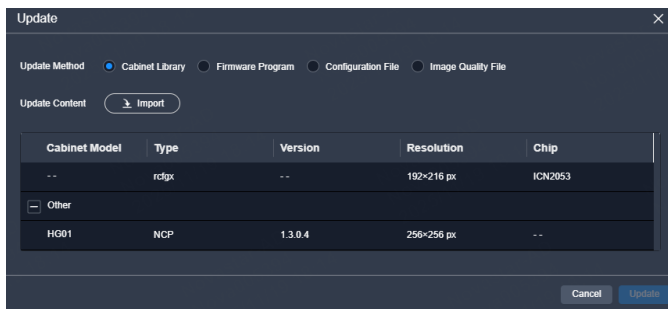 Update
Update Method Cabinet Library Firmware Program Configuration File Image Quality File
Update Content Import
Cabinet Model Type Version Resolution Chip
-- rcfgx -- 192×216 px ICN2053
Other
HG01 NCP 1.3.0.4 256×256 px --
Cancel Update